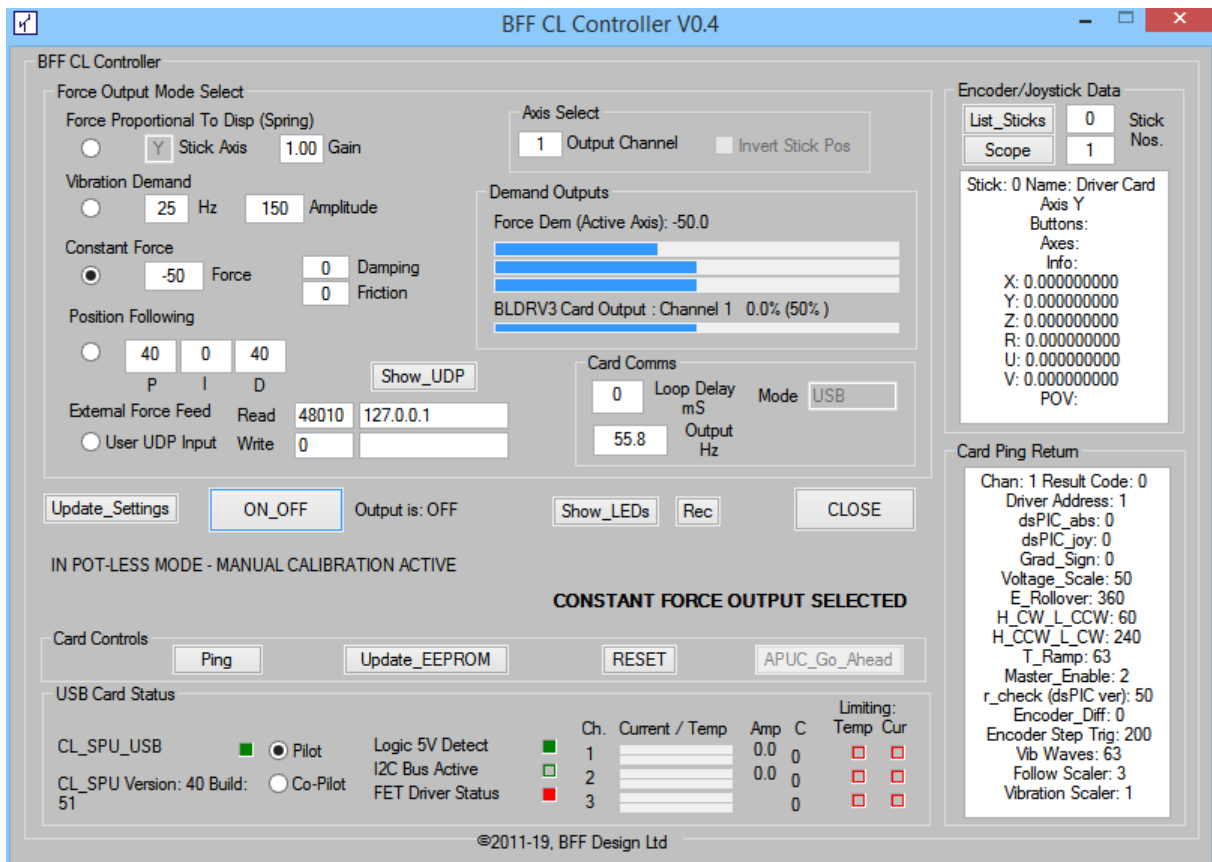 BFF CL Controller V0.4
BFF CL Controller
Force Output Mode Select
Force Proportional To Disp (Spring)
Y Stick Axis 1.00 Gain
Vibration Demand
25 Hz 150 Amplitude
Constant Force
-50 Force
0 Damping
0 Friction
Position Following
40 0 40
P I D
Show_UDP
External Force Feed Read 48010 127.0.0.1
User UDP Input Write 0
Axis Select
1 Output Channel Invert Stick Pos
Demand Outputs
Force Dem (Active Axis): -50.0
BLDRV3 Card Output : Channel 1 0.0% (50% )
Card Comms
0 Loop Delay mS Mode USB
55.8 Output Hz
Encoder/Joystick Data
List_Sticks 0 Stick Nos.
Scope 1
Stick: 0 Name: Driver Card
Axis Y
Buttons:
Axes:
Info:
X: 0.000000000
Y: 0.000000000
Z: 0.000000000
R: 0.000000000
U: 0.000000000
V: 0.000000000
POV:
Update_Settings ON_OFF Output is: OFF Show_LEDs Rec CLOSE
IN POT-LESS MODE - MANUAL CALIBRATION ACTIVE
CONSTANT FORCE OUTPUT SELECTED
Card Controls
Ping Update_EEPROM RESET APUC_Go_Ahead
USB Card Status
CL_SPU_USB Pilot
CL_SPU Version: 40 Build: 51
Co-Pilot
Logic 5V Detect
I2C Bus Active
FET Driver Status
Limiting:
Ch. Current / Temp Amp C Temp Cur
1 0.0 0
2 0.0 0
3 0
Card Ping Return
Chan: 1 Result Code: 0
Driver Address: 1
dsPIC_abs: 0
dsPIC_joy: 0
Grad_Sign: 0
Voltage_Scale: 50
E_Rollover: 360
H_CW_L_CCW: 60
H_CCW_L_CW: 240
T_Ramp: 63
Master_Enable: 2
r_check (dsPIC ver): 50
Encoder_Diff: 0
Encoder Step Trig: 200
Vib Waves: 63
Follow Scaler: 3
Vibration Scaler: 1
©2011-19, BFF Design Ltd